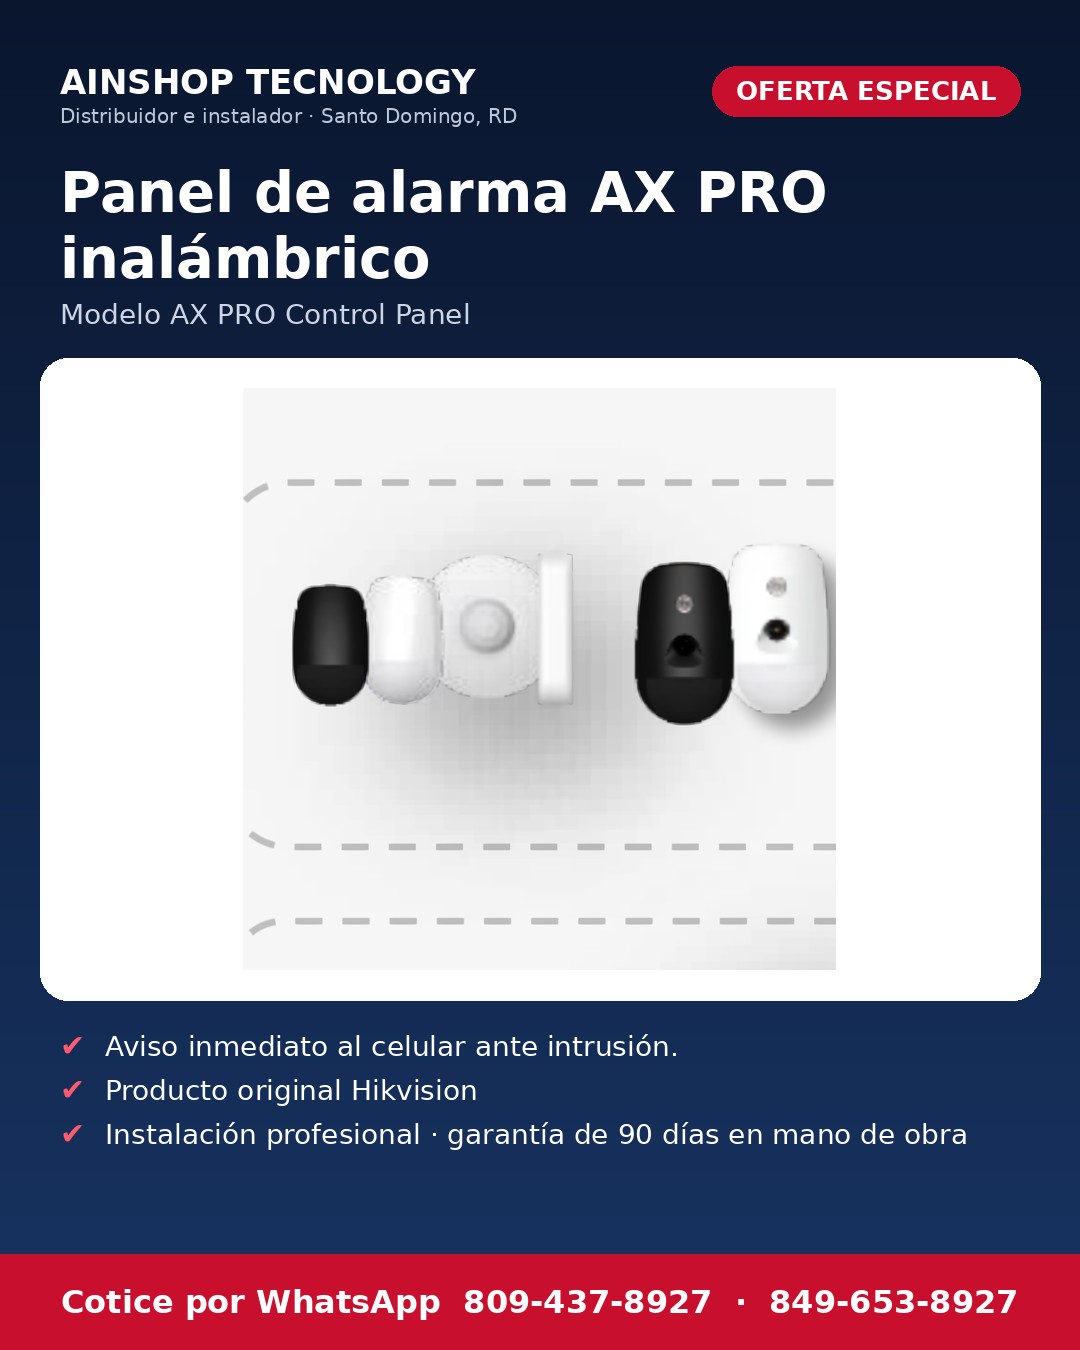 AINSHOP TECNOLOGY
OFERTA ESPECIAL
Distribuidor e instalador · Santo Domingo, RD
Panel de alarma AX PRO
inalámbrico
Modelo AX PRO Control Panel
✔ Aviso inmediato al celular ante intrusión.
✔ Producto original Hikvision
✔ Instalación profesional · garantía de 90 días en mano de obra
Cotice por WhatsApp 809-437-8927 · 849-653-8927